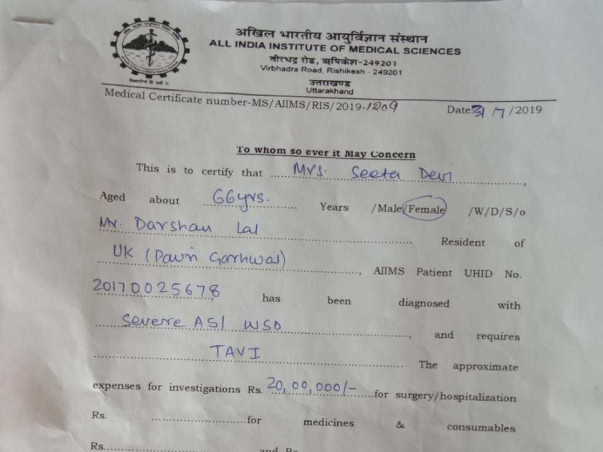 अखिल भारतीय आयुर्विज्ञान संस्थान
ALL INDIA INSTITUTE OF MEDICAL SCIENCES
वीरभद्र रोड, ऋषिकेश-249201
Virbhadra Road, Rishikesh - 249201
उत्तराखण्ड
Uttarakhand
Medical Certificate number-MS/AIIMS/RIS/2019-1209 Date 31/7/2019
To whom so ever it May Concern
This is to certify that Mrs. Seeta Devi,
Aged about 66yrs. Years /Male/Female /W/D/S/o
Mr. Darshan Lal Resident of
UK (Pauri Garhwal), AIIMS Patient UHID No.
20170025678 has been diagnosed with
Severe AS/ WSD, and requires
TAVI The approximate
expenses for investigations Rs. 20,00,000/- for surgery/hospitalization
Rs. for medicines & consumables
Rs. and Rs.